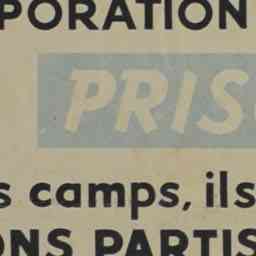 PORATION
PRIS
s camps, ils
ONS PARTIS